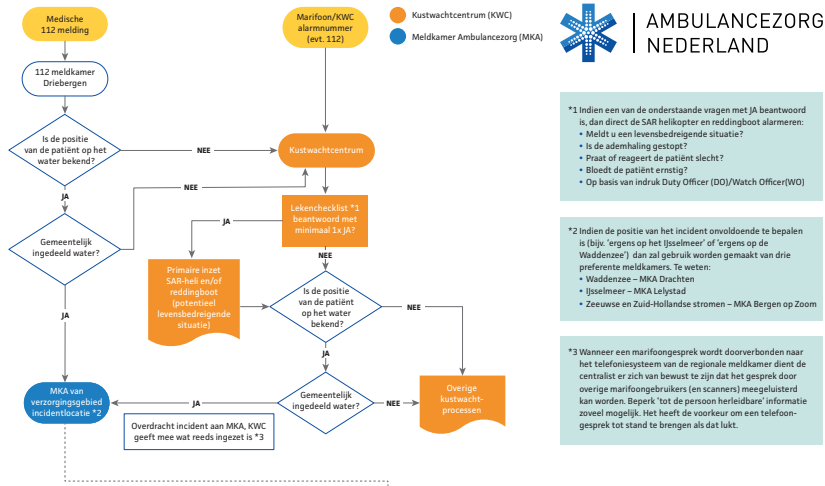 Medische
112 melding
Marifoon/KWC
alarmnummer
(evt. 112)
Kustwachtcentrum (KWC)
Meldkamer Ambulancezorg (MKA)
AMBULANCEZORG
NEDERLAND
112 meldkamer
Driebergen
Is de positie
van de patiënt op het
water bekend?
NEE
Kustwachtcentrum
JA
NEE
Gemeentelijk
ingedeeld water?
JA
Lekenchecklist *1
beantwoord met
minimaal 1x JA?
JA
NEE
Primaire inzet
SAR-heli en/of
reddingboot
(potentieel
levensbedreigende
situatie)
Is de positie
van de patiënt
op het water
bekend?
NEE
JA
MKA van
verzorgingsgebied
incidentlocatie *2
JA
Gemeentelijk
ingedeeld water?
NEE
Overige
kustwacht-
processen
Overdracht incident aan MKA, KWC
geeft mee wat reeds ingezet is *3
*1 Indien een van de onderstaande vragen met JA beantwoord
is, dan direct de SAR helikopter en reddingboot alarmeren:
• Meldt u een levensbedreigende situatie?
• Is de ademhaling gestopt?
• Praat of reageert de patiënt slecht?
• Bloedt de patiënt ernstig?
• Op basis van indruk Duty Officer (DO)/Watch Officer(WO)
*2 Indien de positie van het incident onvoldoende te bepalen
is (bijv. 'ergens op het IJsselmeer' of 'ergens op de
Waddenzee') dan zal gebruik worden gemaakt van drie
preferente meldkamers. Te weten:
• Waddenzee – MKA Drachten
• IJsselmeer – MKA Lelystad
• Zeeuwse en Zuid-Hollandse stromen – MKA Bergen op Zoom
*3 Wanneer een marifoongesprek wordt doorverbonden naar
het telefoniesysteem van de regionale meldkamer dient de
centralist er zich van bewust te zijn dat het gesprek door
overige marifoongebruikers (en scanners) meegeluisterd
kan worden. Beperk 'tot de persoon herleidbare' informatie
zoveel mogelijk. Het heeft de voorkeur om een telefoon-
gesprek tot stand te brengen als dat lukt.